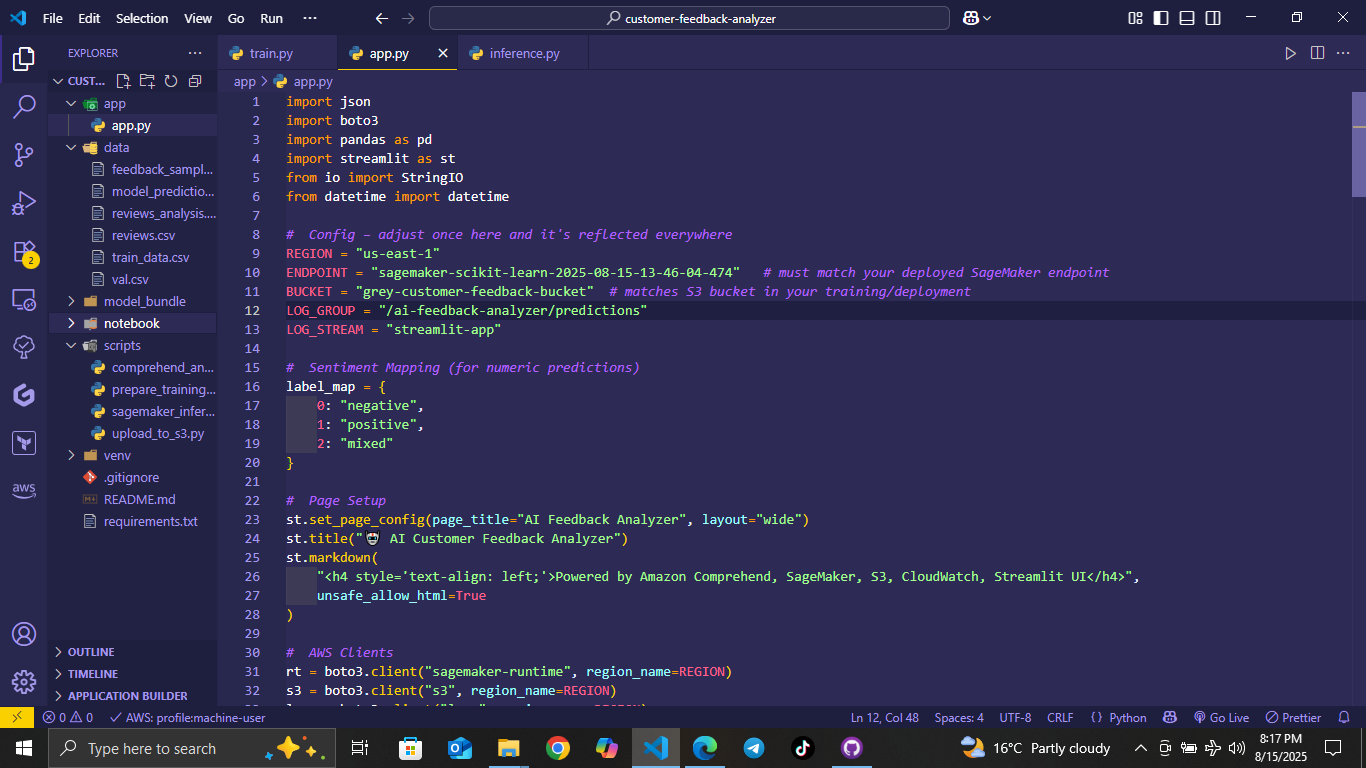 File Edit Selection View Go Run ···
customer-feedback-analyzer
EXPLORER ···
train.py
app.py
inference.py
CUST...
app > app.py
app
app.py
data
feedback_sampl...
model_predictio...
reviews_analysis....
reviews.csv
train_data.csv
val.csv
model_bundle
notebook
scripts
comprehend_an...
prepare_training...
sagemaker_infer...
upload_to_s3.py
venv
.gitignore
README.md
requirements.txt
OUTLINE
TIMELINE
APPLICATION BUILDER
2
aws
1 import json
2 import boto3
3 import pandas as pd
4 import streamlit as st
5 from io import StringIO
6 from datetime import datetime
7
8 #  Config – adjust once here and it's reflected everywhere
9 REGION = "us-east-1"
10 ENDPOINT = "sagemaker-scikit-learn-2025-08-15-13-46-04-474"   # must match your deployed SageMaker endpoint
11 BUCKET = "grey-customer-feedback-bucket"  # matches S3 bucket in your training/deployment
12 LOG_GROUP = "/ai-feedback-analyzer/predictions"
13 LOG_STREAM = "streamlit-app"
14
15 #  Sentiment Mapping (for numeric predictions)
16 label_map = {
17     0: "negative",
18     1: "positive",
19     2: "mixed"
20 }
21
22 #  Page Setup
23 st.set_page_config(page_title="AI Feedback Analyzer", layout="wide")
24 st.title("🤖 AI Customer Feedback Analyzer")
25 st.markdown(
26     "<h4 style='text-align: left;'>Powered by Amazon Comprehend, SageMaker, S3, CloudWatch, Streamlit UI</h4>",
27     unsafe_allow_html=True
28 )
29
30 #  AWS Clients
31 rt = boto3.client("sagemaker-runtime", region_name=REGION)
32 s3 = boto3.client("s3", region_name=REGION)
0 0 AWS: profile:machine-user
Ln 12, Col 48 Spaces: 4 UTF-8 CRLF {} Python Go Live Prettier
Type here to search
16°C Partly cloudy
8:17 PM
8/15/2025